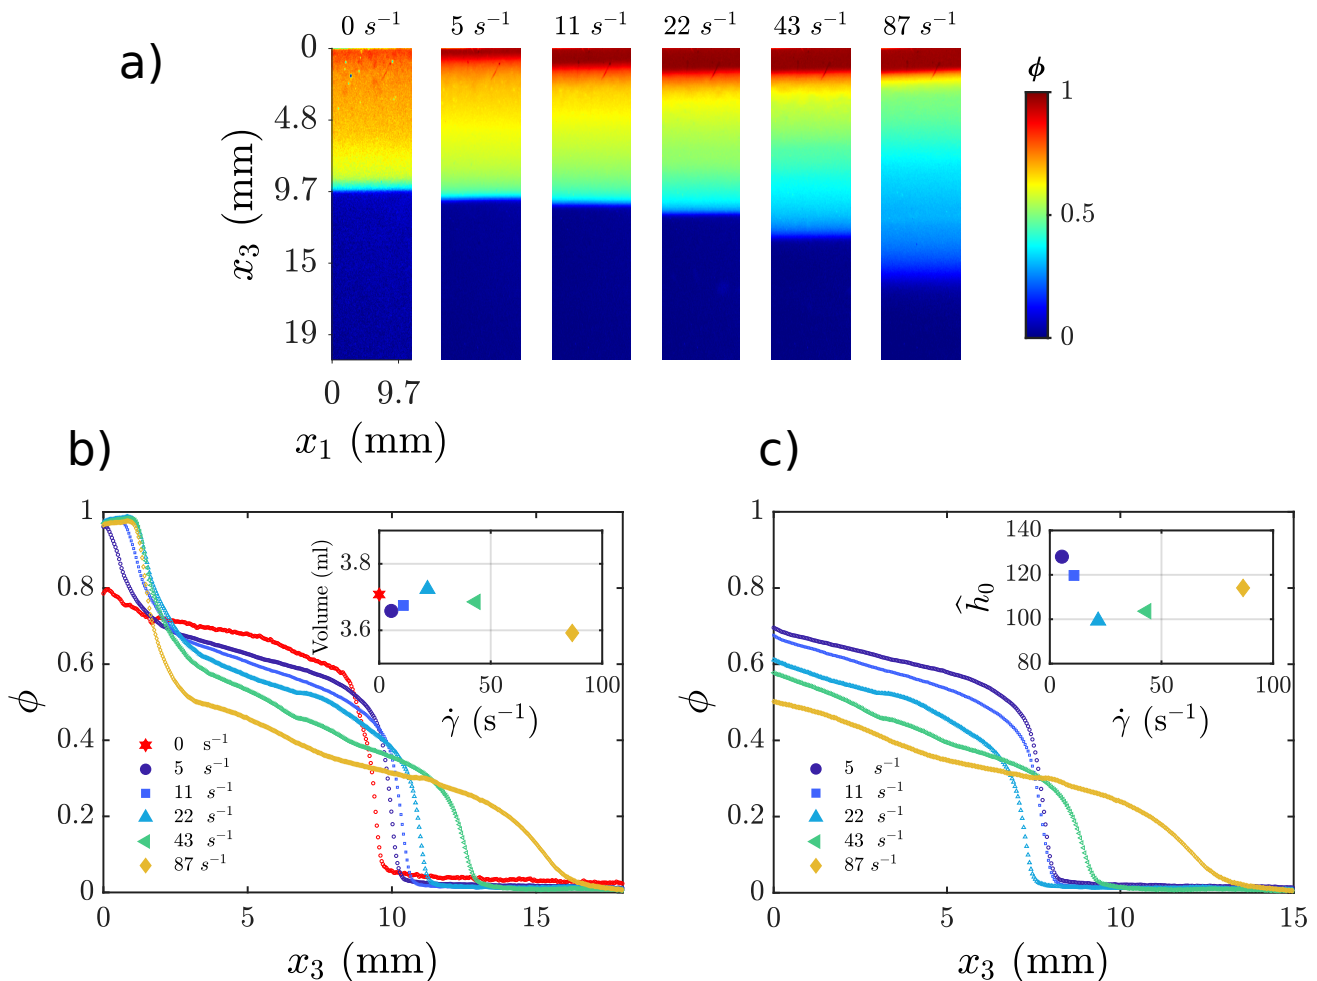 a)
0 s⁻¹ 5 s⁻¹ 11 s⁻¹ 22 s⁻¹ 43 s⁻¹ 87 s⁻¹
0
4.8
9.7
15
19
x₃ (mm)
0 9.7
x₁ (mm)
ϕ
1
0.5
0
b)
1
0.8
0.6
0.4
0.2
0
ϕ
0 5 10 15
x₃ (mm)
0 s⁻¹
5 s⁻¹
11 s⁻¹
22 s⁻¹
43 s⁻¹
87 s⁻¹
Volume (ml)
3.8
3.6
0 50 100
γ̇ (s⁻¹)
c)
1
0.8
0.6
0.4
0.2
0
ϕ
0 5 10 15
x₃ (mm)
5 s⁻¹
11 s⁻¹
22 s⁻¹
43 s⁻¹
87 s⁻¹
ĥ₀
140
120
100
80
0 50 100
γ̇ (s⁻¹)